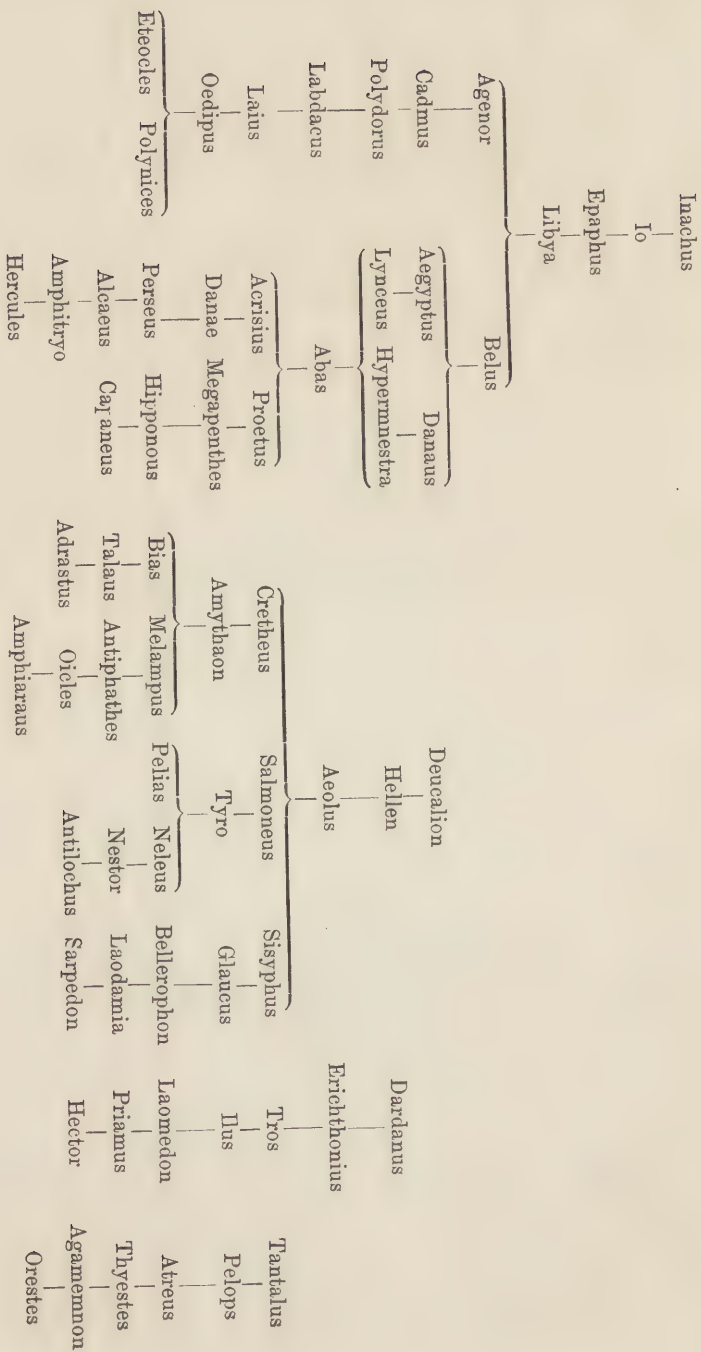 Inachus
Io
Epaphus
Libya
Agenor Belus
Cadmus Aegyptus Danaus Deucalion
Polydorus Lynceus Hypermnestra Hellen Dardanus
Labdacus Abas Aeolus Erichthonius
Laius Acrisius Proetus Cretheus Salmoneus Sisyphus Tros Tantalus
Oedipus Danae Megapenthes Amythaon Tyro Glaucus Ilus Pelops
Eteocles Polynices Perseus Hipponous Bias Melampus Pelias Neleus Bellerophon Laomedon Atreus
Alcaeus Capaneus Talaus Antiphathes Nestor Laodamia Priamus Thyestes
Amphitryo Adrastus Oicles Antilochus Sarpedon Hector Agamemnon
Hercules Amphiaraus Orestes